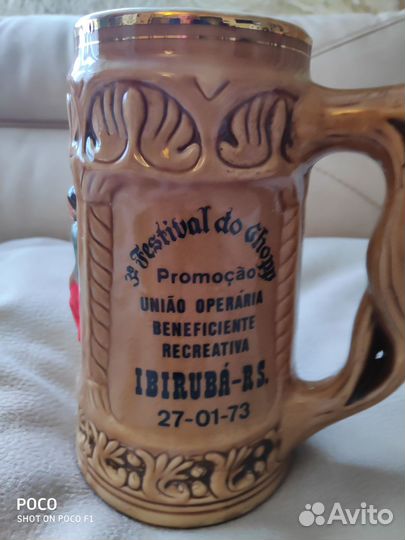 3º Festival do Chopp
Promoção
UNIÃO OPERÁRIA
BENEFICIENTE
RECREATIVA
IBIRUBÁ-RS.
27-01-73
POCO
SHOT ON POCO F1
Avito